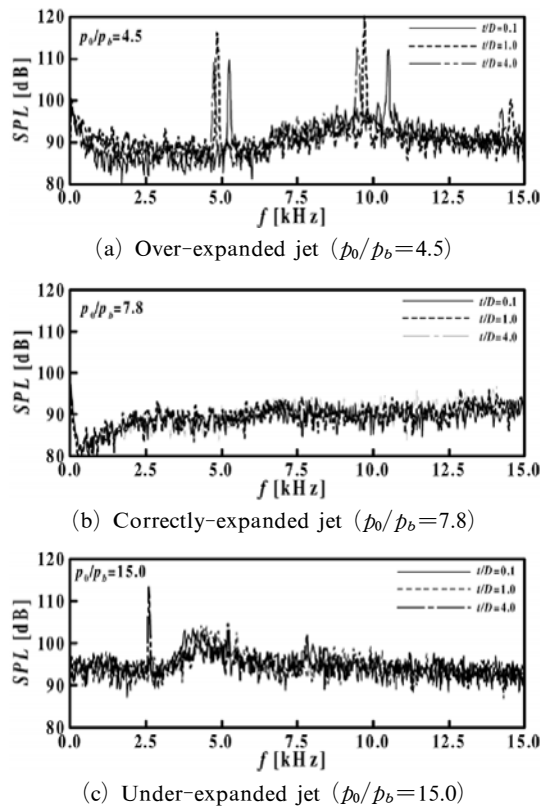 120
110
100
90
80
SPL [dB]
p0/pb=4.5
t/D=0.1
t/D=1.0
t/D=4.0
0.0 2.5 5.0 7.5 10.0 12.5 15.0
f [kHz]
(a) Over-expanded jet (p0/pb=4.5)
120
110
100
90
80
SPL [dB]
p0/pb=7.8
t/D=0.1
t/D=1.0
t/D=4.0
0.0 2.5 5.0 7.5 10.0 12.5 15.0
f [kHz]
(b) Correctly-expanded jet (p0/pb=7.8)
120
110
100
90
80
SPL [dB]
p0/pb=15.0
t/D=0.1
t/D=1.0
t/D=4.0
0.0 2.5 5.0 7.5 10.0 12.5 15.0
f [kHz]
(c) Under-expanded jet (p0/pb=15.0)